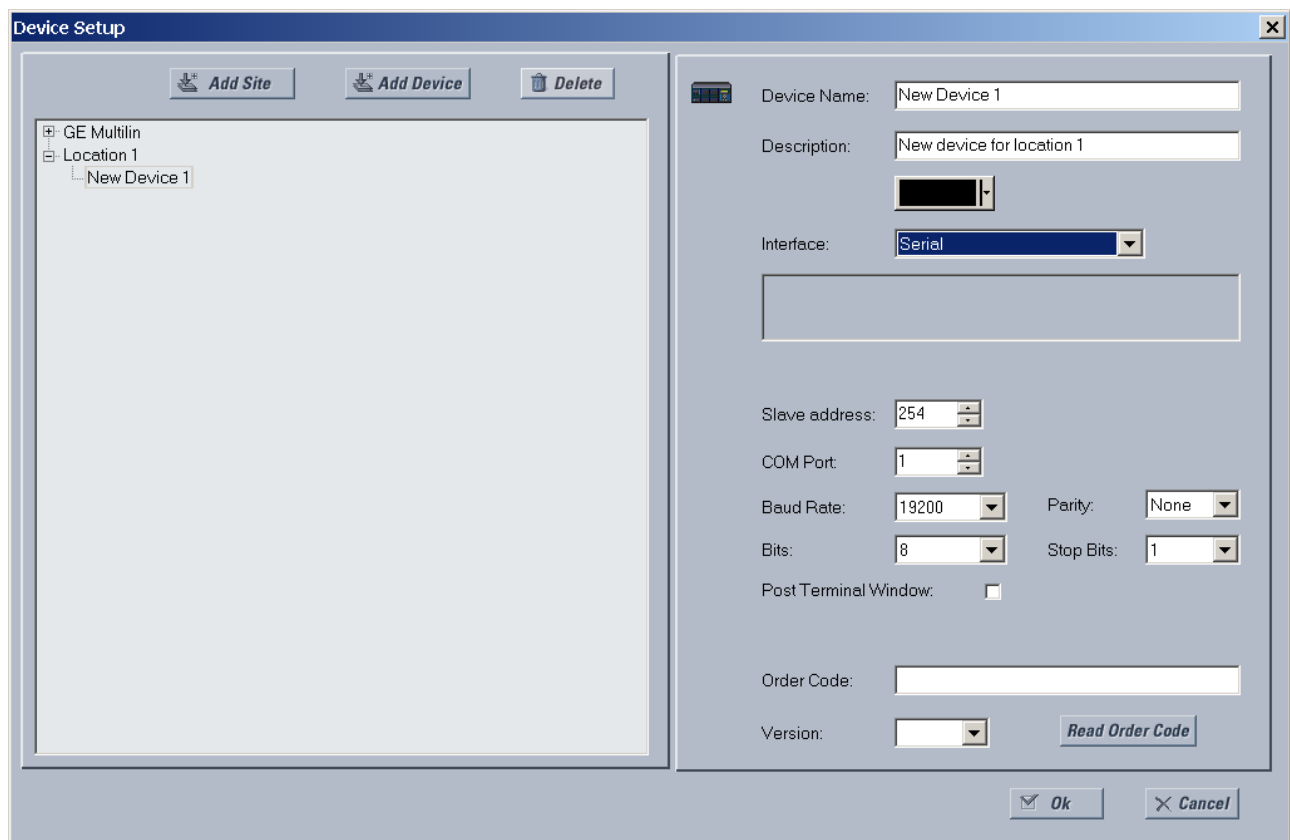 Device Setup
Add Site Add Device Delete
GE Multilin
Location 1
New Device 1
Device Name: New Device 1
Description: New device for location 1
Interface: Serial
Slave address: 254
COM Port: 1
Baud Rate: 19200 Parity: None
Bits: 8 Stop Bits: 1
Post Terminal Window:
Order Code:
Version: Read Order Code
Ok Cancel